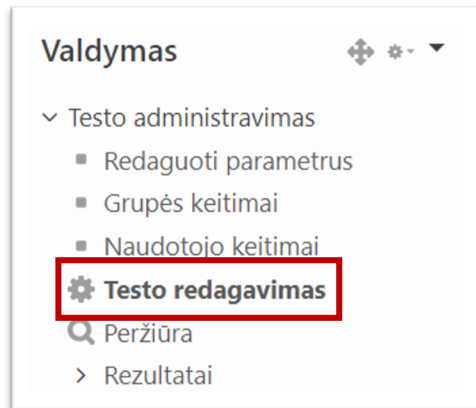 Valdymas
Testo administravimas
Redaguoti parametrus
Grupės keitimai
Naudotojo keitimai
Testo redagavimas
Peržiūra
Rezultatai